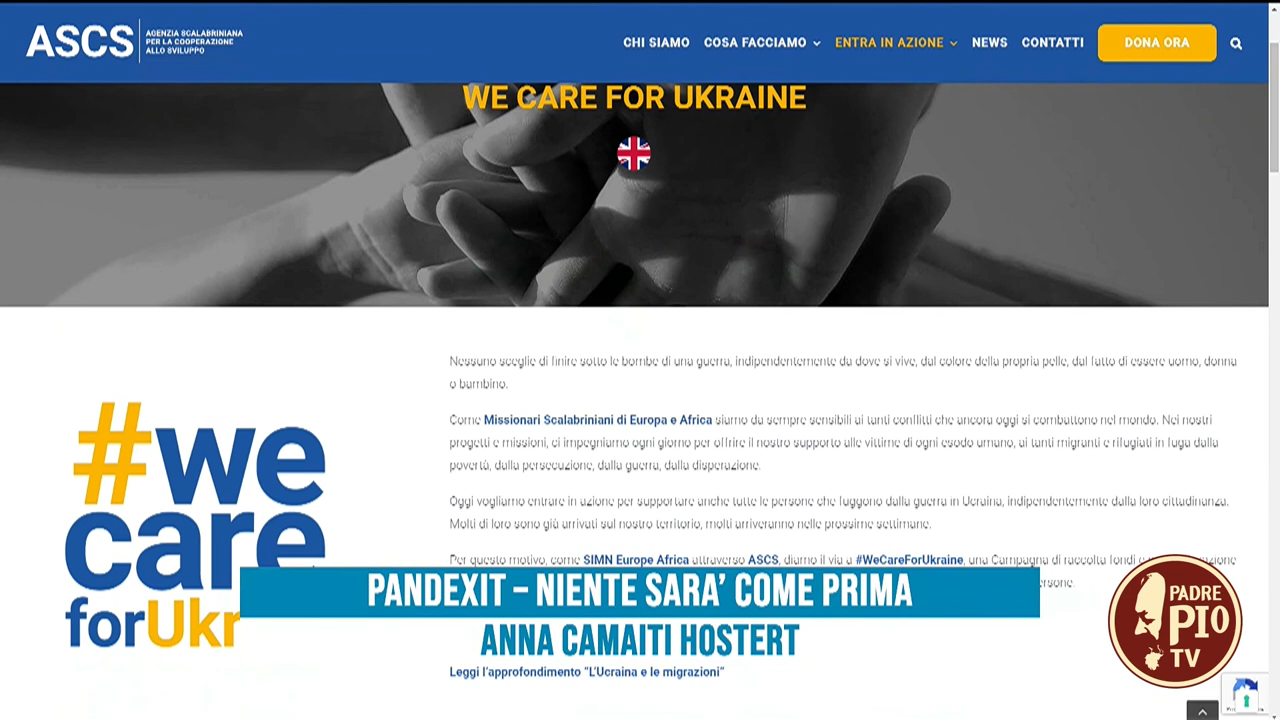 ASCS
AGENZIA SCALABRINIANA
PER LA COOPERAZIONE
ALLO SVILUPPO
CHI SIAMO COSA FACCIAMO ENTRA IN AZIONE NEWS CONTATTI DONA ORA
WE CARE FOR UKRAINE
Nessuno sceglie di finire sotto le bombe di una guerra, indipendentemente da dove si vive, dal colore della propria pelle, dal fatto di essere uomo, donna
o bambino.
Come Missionari Scalabriniani di Europa e Africa siamo da sempre sensibili ai tanti conflitti che ancora oggi si combattono nel mondo. Nei nostri
progetti e missioni, ci impegniamo ogni giorno per offrire il nostro supporto alle vittime di ogni esodo umano, ai tanti migranti e rifugiati in fuga dalla
povertà, dalla persecuzione, dalla guerra, dalla disperazione.
Oggi vogliamo entrare in azione per supportare anche tutte le persone che fuggono dalla guerra in Ucraina, indipendentemente dalla loro cittadinanza.
Molti di loro sono già arrivati sul nostro territorio, molti arriveranno nelle prossime settimane.
Per questo motivo, come SIMN Europe Africa attraverso ASCS, diamo il via a #WeCareForUkraine, una Campagna di raccolta fondi e
#we
care
forUkr
PANDEXIT – NIENTE SARA' COME PRIMA
ANNA CAMAITI HOSTERT
Leggi l'approfondimento "L'Ucraina e le migrazioni"
PADRE
PIO
TV